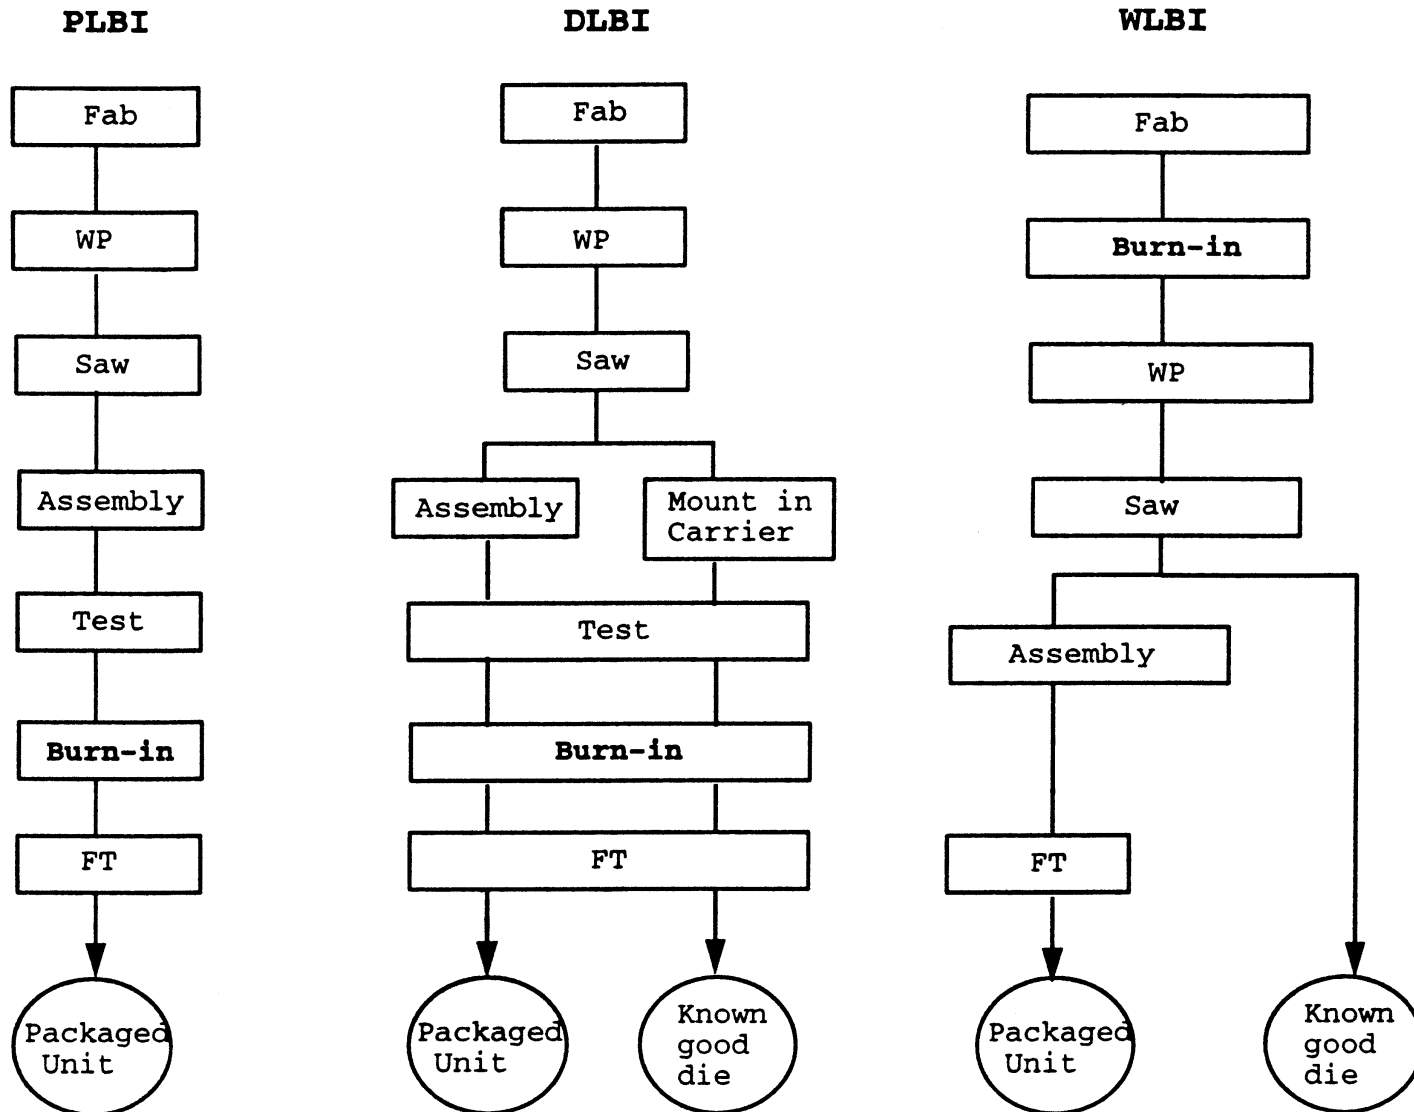 PLBI
Fab
WP
Saw
Assembly
Test
Burn-in
FT
Packaged
Unit
DLBI
Fab
WP
Saw
Assembly
Mount in
Carrier
Test
Burn-in
FT
Packaged
Unit
Known
good
die
WLBI
Fab
Burn-in
WP
Saw
Assembly
FT
Packaged
Unit
Known
good
die